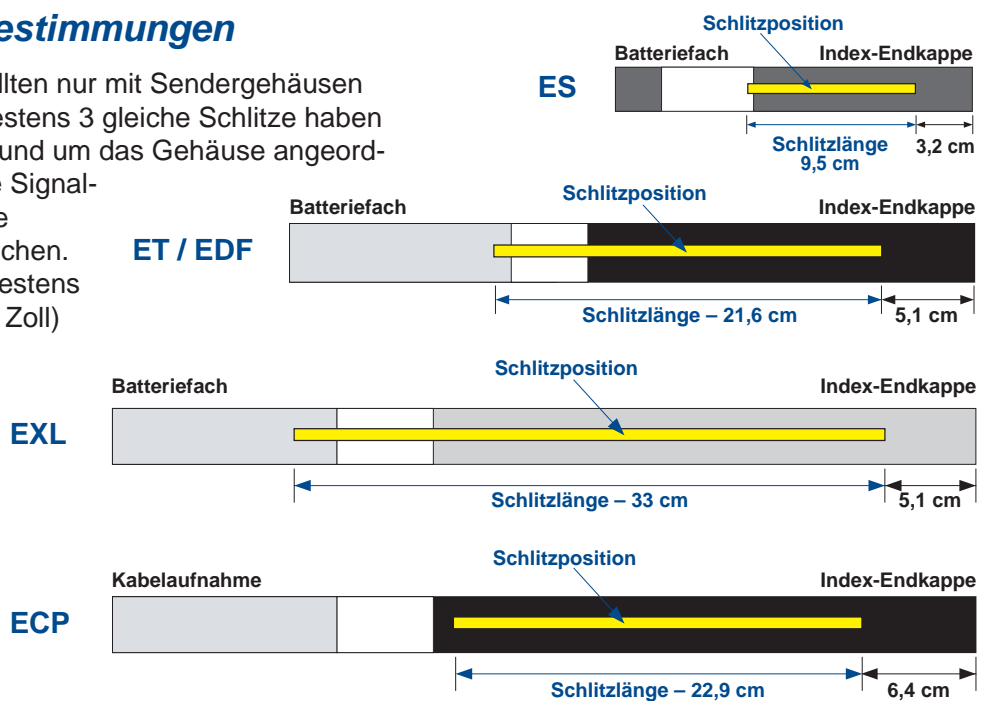 estimmungen
llten nur mit Sendergehäusen
estens 3 gleiche Schlitze haben
rund um das Gehäuse angeord-
e Signal-
e
chen.
estens
Zoll)
Schlitzposition
Batteriefach Index-Endkappe
ES
Schlitzlänge
9,5 cm
3,2 cm
Schlitzposition
Batteriefach Index-Endkappe
ET / EDF
Schlitzlänge – 21,6 cm 5,1 cm
Schlitzposition
Batteriefach Index-Endkappe
EXL
Schlitzlänge – 33 cm 5,1 cm
Schlitzposition
Kabelaufnahme Index-Endkappe
ECP
Schlitzlänge – 22,9 cm 6,4 cm